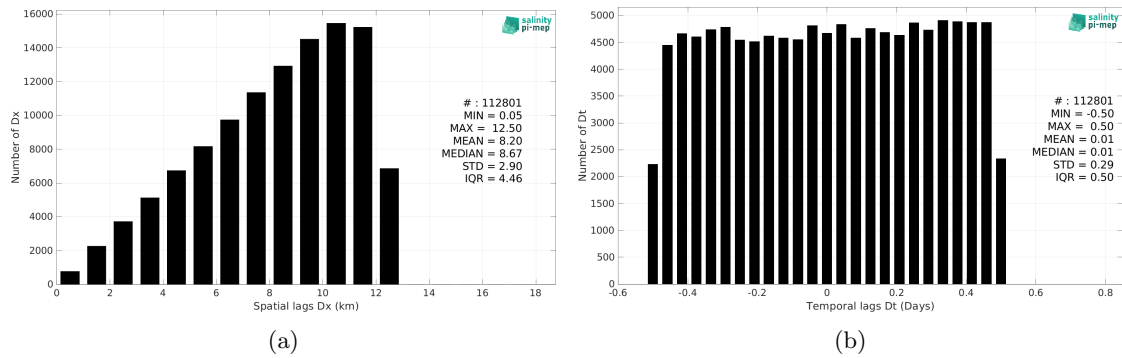 16000
14000
12000
10000
8000
6000
4000
2000
0
Number of Dx
0 2 4 6 8 10 12 14 16 18
Spatial lags Dx (km)
salinity
pi-mep
# : 112801
MIN = 0.05
MAX = 12.50
MEAN = 8.20
MEDIAN = 8.67
STD = 2.90
IQR = 4.46
(a)
5000
4500
4000
3500
3000
2500
2000
1500
1000
500
0
Number of Dt
-0.6 -0.4 -0.2 0 0.2 0.4 0.6 0.8
Temporal lags Dt (Days)
salinity
pi-mep
# : 112801
MIN = -0.50
MAX = 0.50
MEAN = 0.01
MEDIAN = 0.01
STD = 0.29
IQR = 0.50
(b)